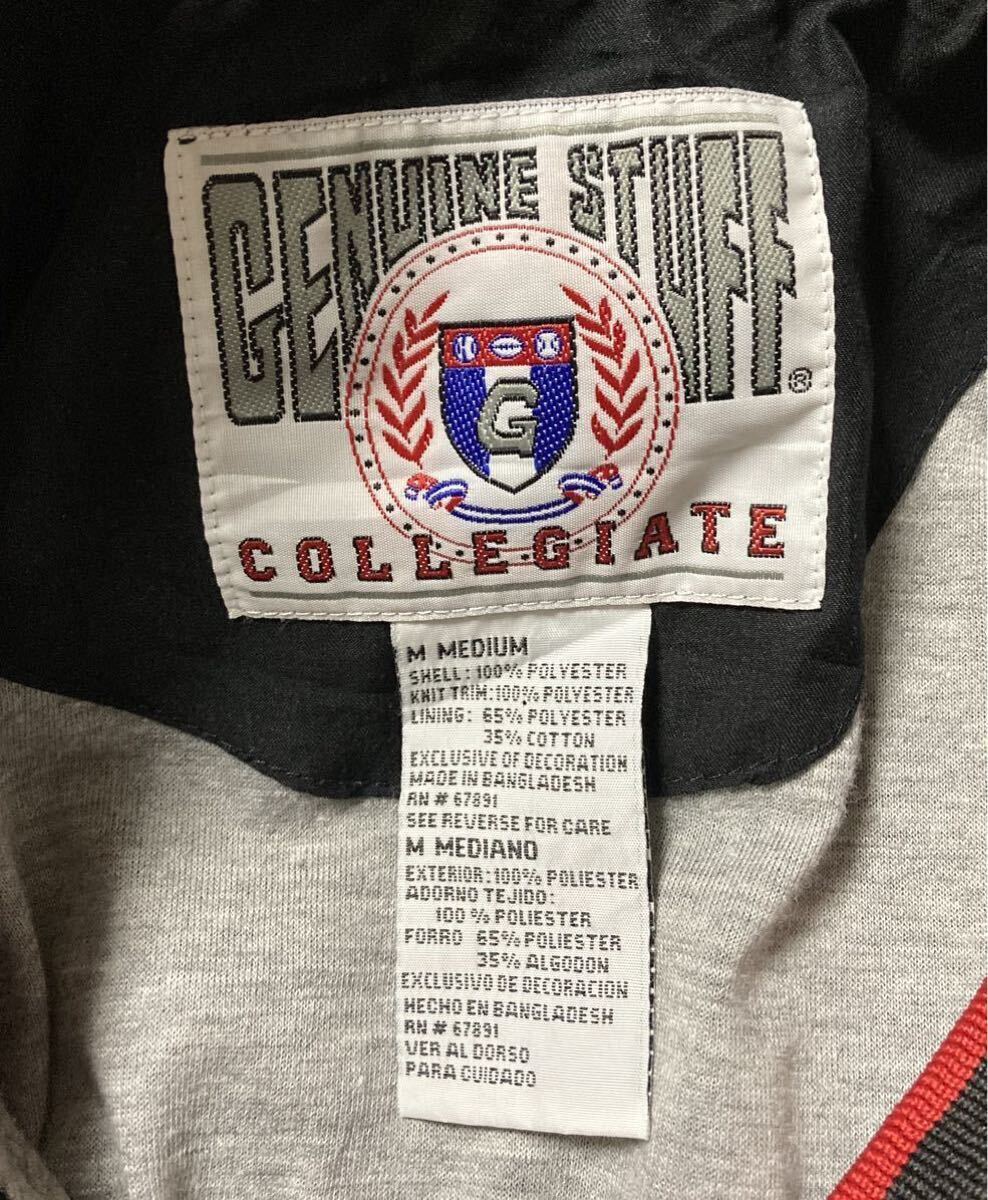 GENUINE STUFF
®
G
COLLEGIATE
M MEDIUM
SHELL: 100% POLYESTER
KNIT TRIM: 100% POLYESTER
LINING: 65% POLYESTER
35% COTTON
EXCLUSIVE OF DECORATION
MADE IN BANGLADESH
RN # 67891
SEE REVERSE FOR CARE
M MEDIANO
EXTERIOR: 100% POLIESTER
ADORNO TEJIDO:
100 % POLIESTER
FORRO 65% POLIESTER
35% ALGODON
EXCLUSIVO DE DECORACION
HECHO EN BANGLADESH
RN # 67891
VER AL DORSO
PARA CUIDADO